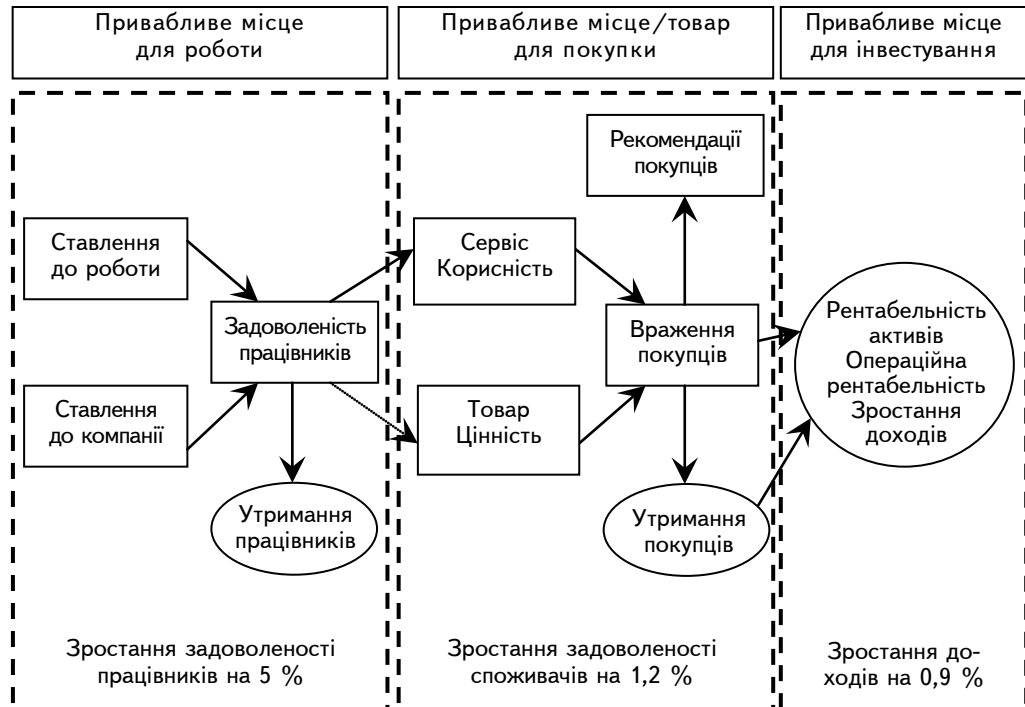 Привабливе місце
для роботи
Привабливе місце/товар
для покупки
Привабливе місце
для інвестування
Рекомендації
покупців
Ставлення
до роботи
Сервіс
Корисність
Задоволеність
працівників
Враження
покупців
Рентабельність
активів
Операційна
рентабельність
Зростання
доходів
Ставлення
до компанії
Товар
Цінність
Утримання
працівників
Утримання
покупців
Зростання задоволеності
працівників на 5 %
Зростання задоволеності
споживачів на 1,2 %
Зростання до-
ходів на 0,9 %